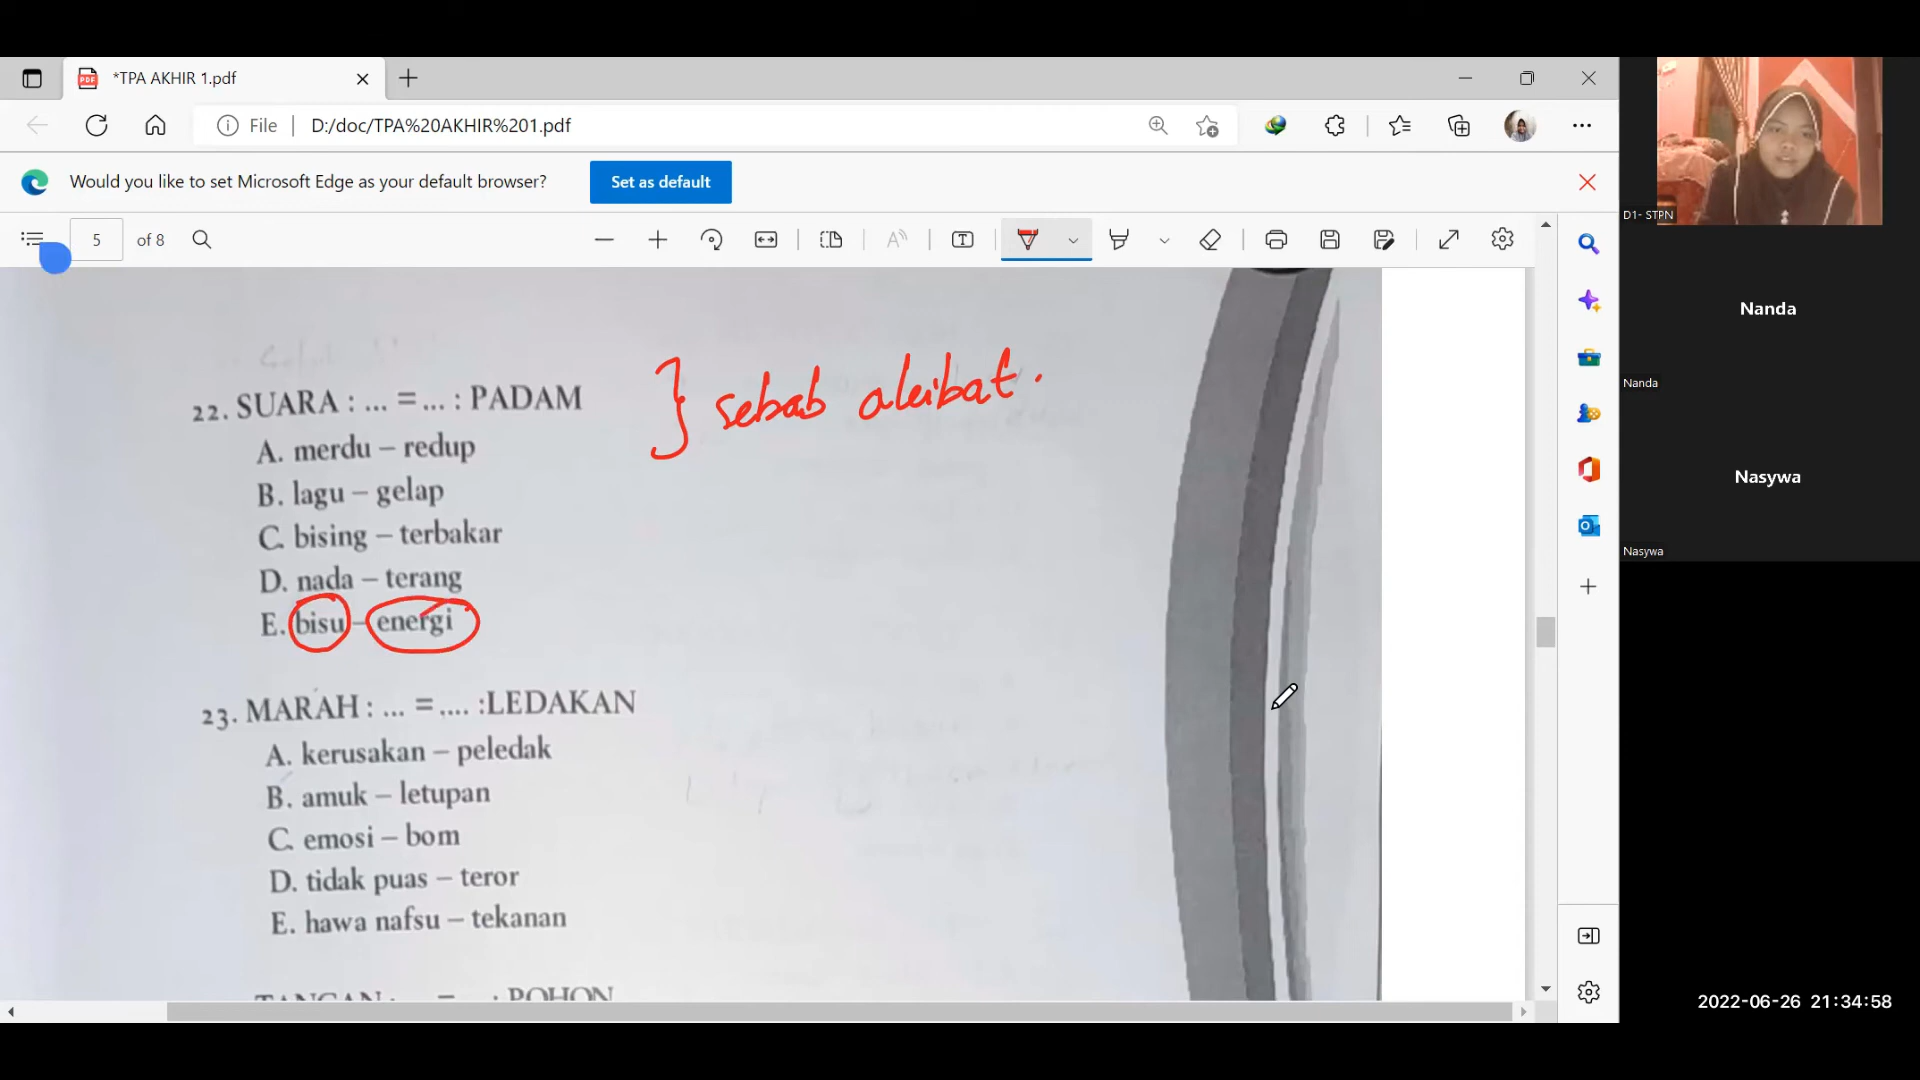 *TPA AKHIR 1.pdf
File D:/doc/TPA%20AKHIR%201.pdf
Would you like to set Microsoft Edge as your default browser? Set as default
5 of 8
22. SUARA : ... = ... : PADAM
A. merdu – redup
B. lagu – gelap
C. bising – terbakar
D. nada – terang
E. bisu – energi
} sebab akibat.
23. MARAH : ... = .... :LEDAKAN
A. kerusakan – peledak
B. amuk – letupan
C. emosi – bom
D. tidak puas – teror
E. hawa nafsu – tekanan
TANGAN : ... = ... : POHON
D1- STPN
Nanda
Nanda
Nasywa
Nasywa
2022-06-26 21:34:58